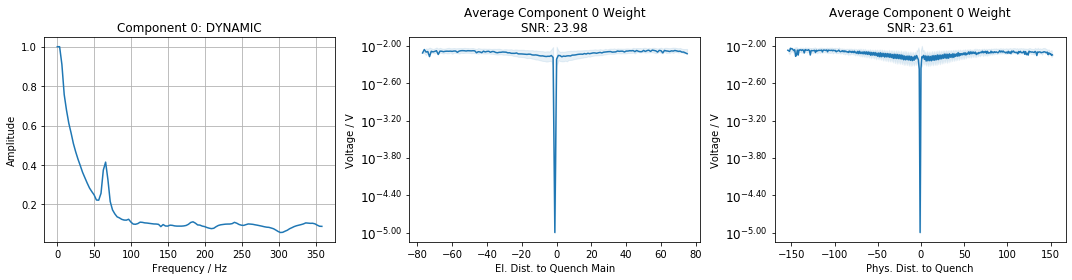 Component 0: DYNAMIC
Amplitude
1.0
0.8
0.6
0.4
0.2
0 50 100 150 200 250 300 350
Frequency / Hz
Average Component 0 Weight
SNR: 23.98
Voltage / V
10^−2.00
10^−2.60
10^−3.20
10^−3.80
10^−4.40
10^−5.00
−80 −60 −40 −20 0 20 40 60 80
El. Dist. to Quench Main
Average Component 0 Weight
SNR: 23.61
Voltage / V
10^−2.00
10^−2.60
10^−3.20
10^−3.80
10^−4.40
10^−5.00
−150 −100 −50 0 50 100 150
Phys. Dist. to Quench